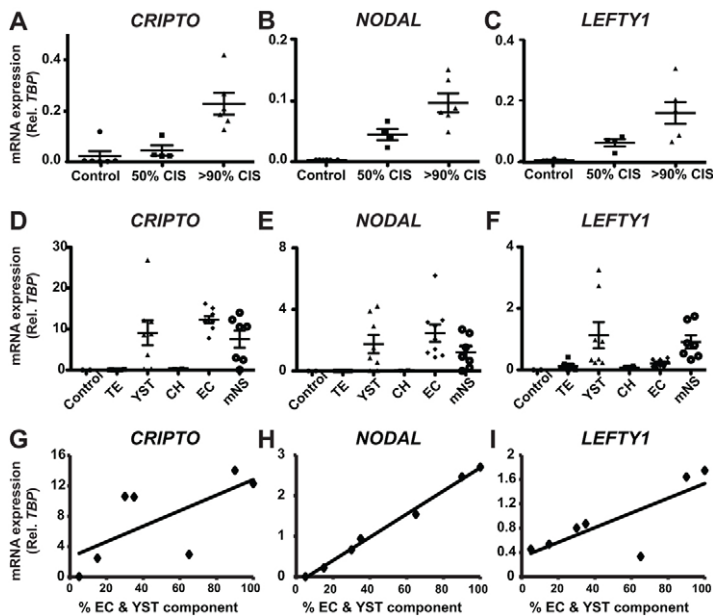 A CRIPTO B NODAL C LEFTY1
mRNA expression
(Rel. TBP)
0.4
0.2
0.0
Control 50% CIS >90% CIS
0.2
0.1
0.0
Control 50% CIS >90% CIS
0.4
0.2
0.0
Control 50% CIS >90% CIS
D CRIPTO E NODAL F LEFTY1
mRNA expression
(Rel. TBP)
30
20
10
0
Control TE YST CH EC mNS
8
4
0
Control TE YST CH EC mNS
4
2
0
Control TE YST CH EC mNS
G CRIPTO H NODAL I LEFTY1
mRNA expression
(Rel. TBP)
16
12
8
4
0
0 20 40 60 80 100
% EC & YST component
3
2
1
0
0 20 40 60 80 100
% EC & YST component
2.0
1.6
1.2
0.8
0.4
0
0 20 40 60 80 100
% EC & YST component